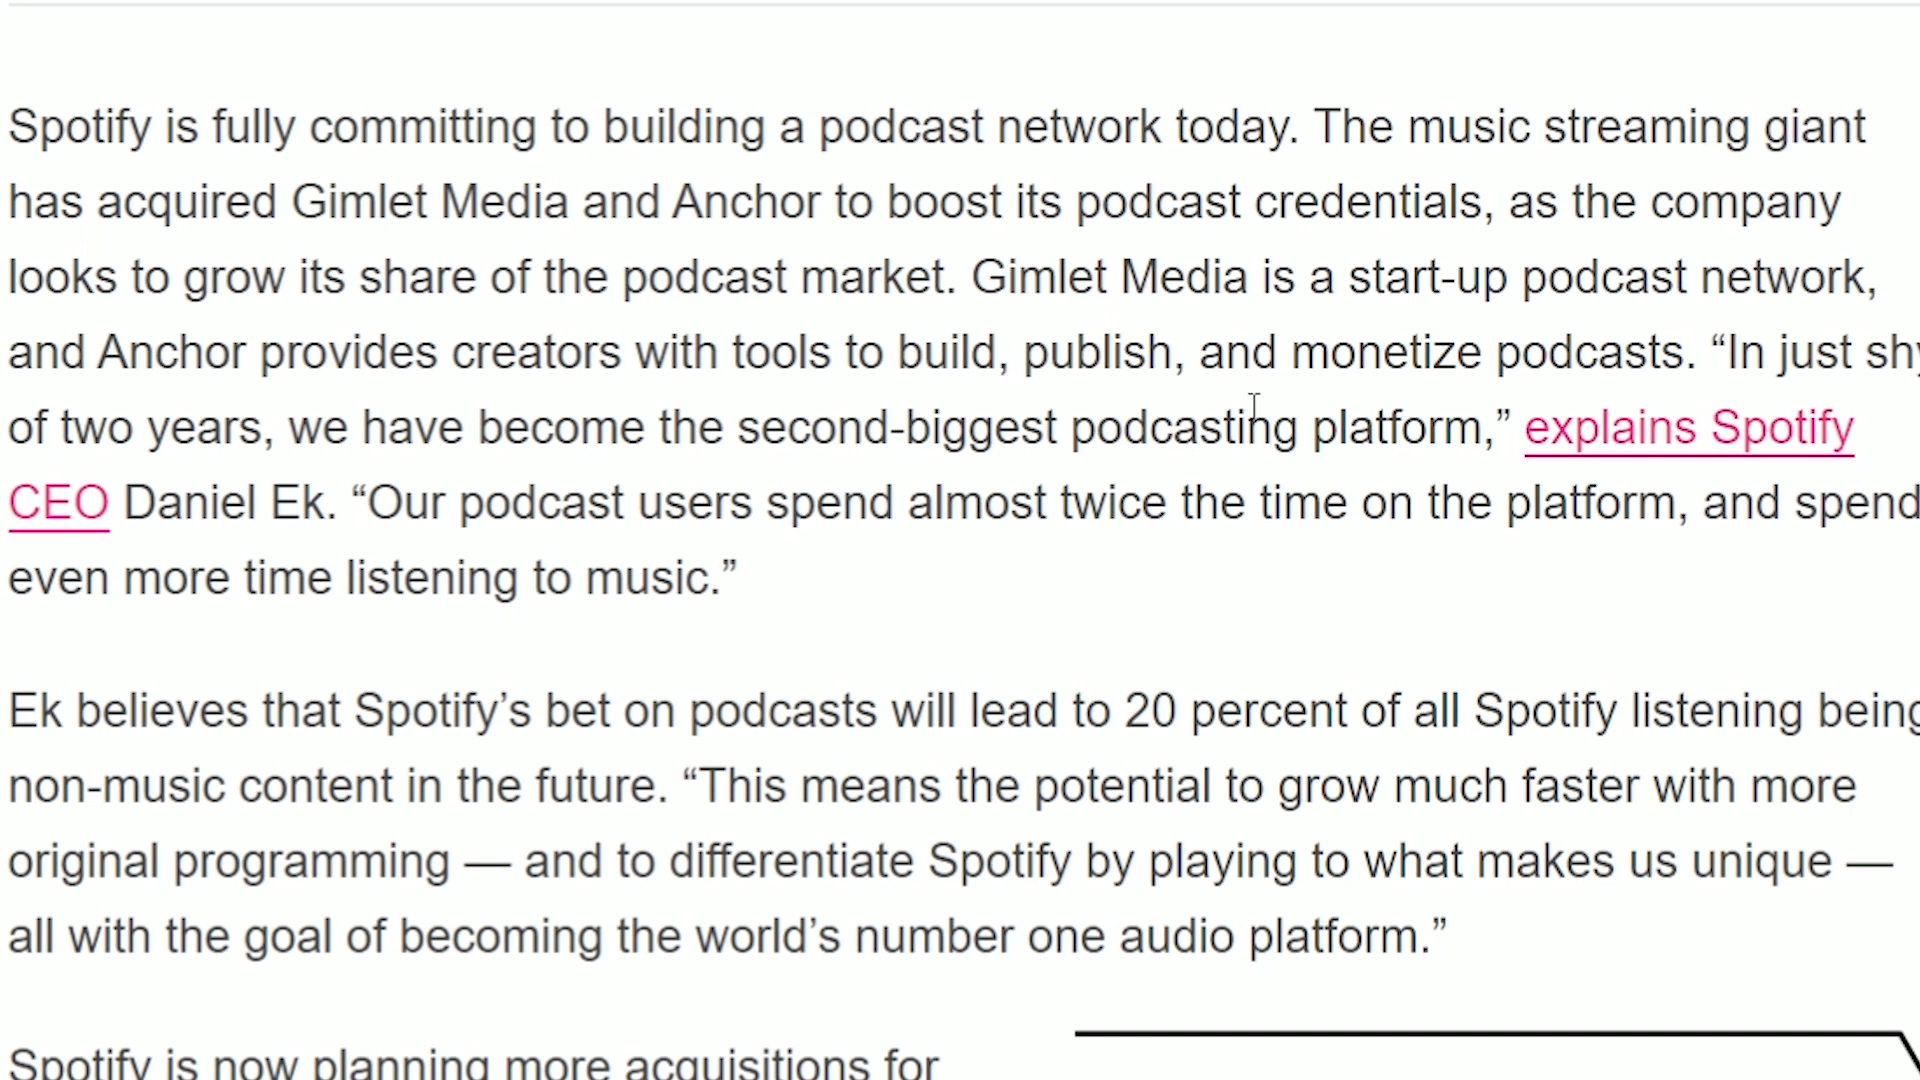 Spotify is fully committing to building a podcast network today. The music streaming giant
has acquired Gimlet Media and Anchor to boost its podcast credentials, as the company
looks to grow its share of the podcast market. Gimlet Media is a start-up podcast network,
and Anchor provides creators with tools to build, publish, and monetize podcasts. “In just shy
of two years, we have become the second-biggest podcasting platform,” explains Spotify
CEO Daniel Ek. “Our podcast users spend almost twice the time on the platform, and spend
even more time listening to music.”
Ek believes that Spotify’s bet on podcasts will lead to 20 percent of all Spotify listening being
non-music content in the future. “This means the potential to grow much faster with more
original programming — and to differentiate Spotify by playing to what makes us unique —
all with the goal of becoming the world’s number one audio platform.”
Spotify is now planning more acquisitions for